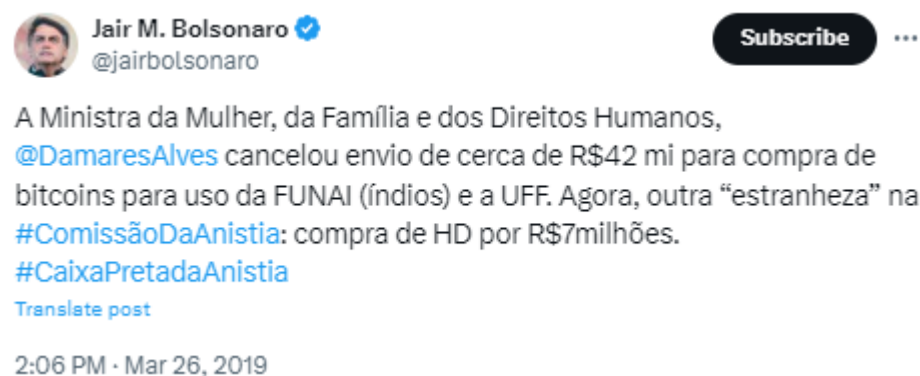 Jair M. Bolsonaro
@jairbolsonaro
Subscribe
A Ministra da Mulher, da Família e dos Direitos Humanos,
@DamaresAlves cancelou envio de cerca de R$42 mi para compra de
bitcoins para uso da FUNAI (índios) e a UFF. Agora, outra “estranheza” na
#ComissãoDaAnistia: compra de HD por R$7milhões.
#CaixaPretadaAnistia
Translate post
2:06 PM · Mar 26, 2019